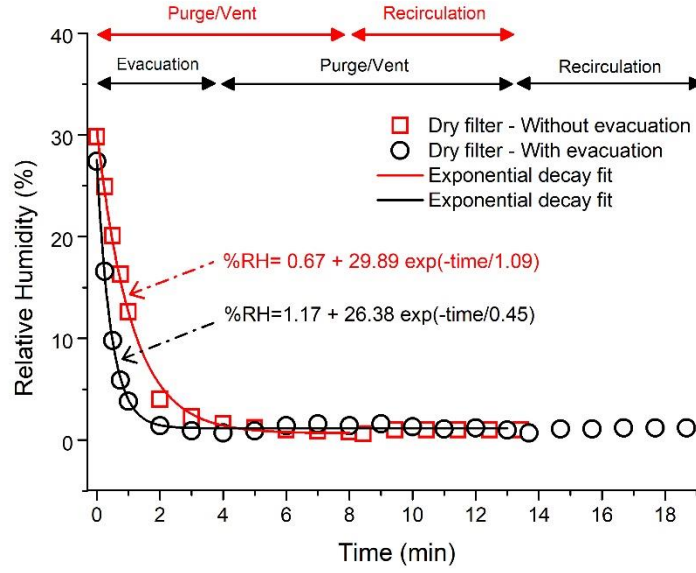 Purge/Vent Recirculation
Evacuation Purge/Vent Recirculation
Dry filter - Without evacuation
Dry filter - With evacuation
Exponential decay fit
Exponential decay fit
%RH= 0.67 + 29.89 exp(-time/1.09)
%RH=1.17 + 26.38 exp(-time/0.45)
Relative Humidity (%)
40
30
20
10
0
0 2 4 6 8 10 12 14 16 18
Time (min)